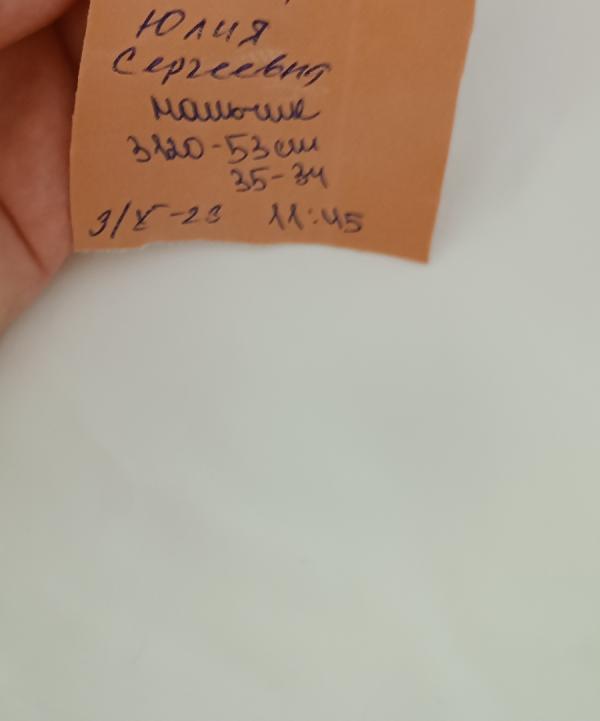 Юлия
Сергеевна
мальчик
3120-53см
35-34
3/X-23 11:45